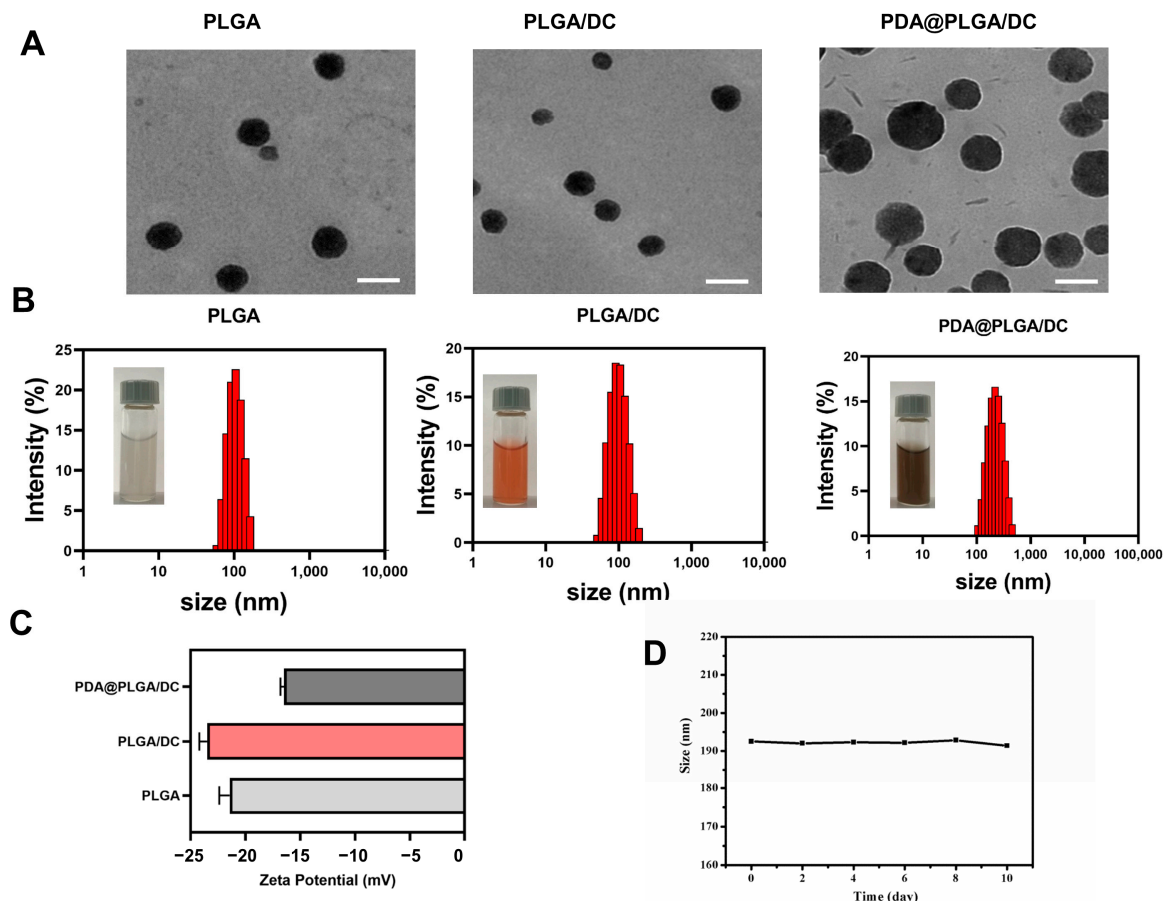 A
PLGA
PLGA/DC
PDA@PLGA/DC
B
PLGA
PLGA/DC
PDA@PLGA/DC
Intensity (%)
25
20
15
10
5
0
1
10
100
1,000
10,000
size (nm)
Intensity (%)
20
15
10
5
0
1
10
100
1,000
10,000
size (nm)
Intensity (%)
20
15
10
5
0
1
10
100
1,000
10,000
100,000
size (nm)
C
PDA@PLGA/DC
PLGA/DC
PLGA
−25
−20
−15
−10
−5
0
Zeta Potential (mV)
D
Size (nm)
220
210
200
190
180
170
160
0
2
4
6
8
10
Time (day)